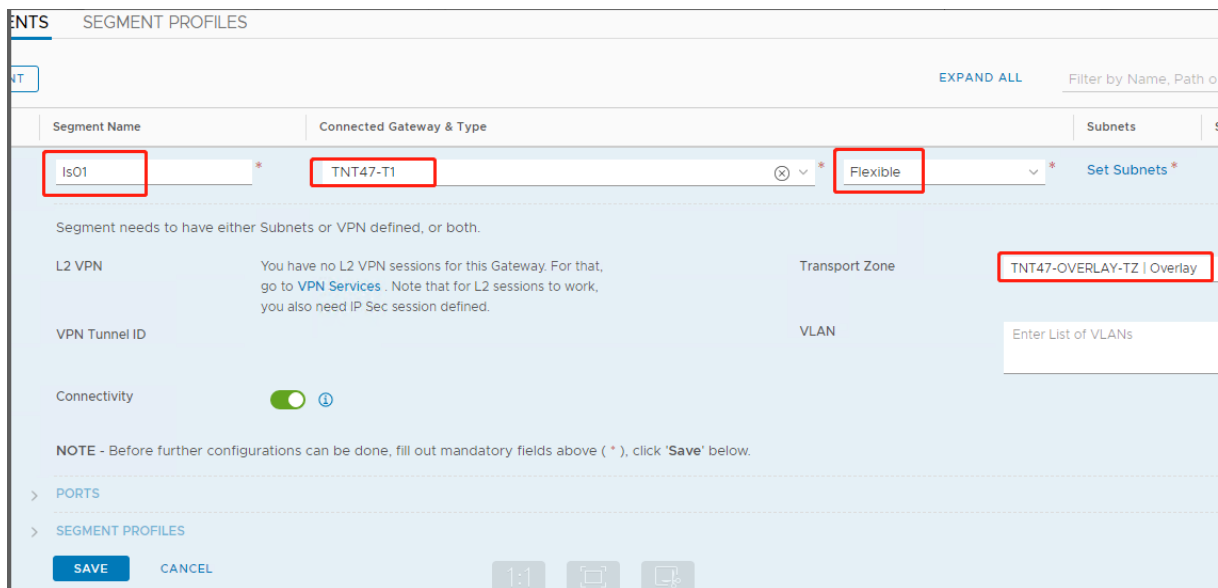 ENTS SEGMENT PROFILES
NT EXPAND ALL Filter by Name, Path o
Segment Name Connected Gateway & Type Subnets S
ls01 * TNT47-T1 * Flexible * Set Subnets *
Segment needs to have either Subnets or VPN defined, or both.
L2 VPN You have no L2 VPN sessions for this Gateway. For that, Transport Zone TNT47-OVERLAY-TZ | Overlay
go to VPN Services . Note that for L2 sessions to work,
you also need IP Sec session defined.
VPN Tunnel ID VLAN Enter List of VLANs
Connectivity
NOTE - Before further configurations can be done, fill out mandatory fields above ( * ), click 'Save' below.
PORTS
SEGMENT PROFILES
SAVE CANCEL
1:1